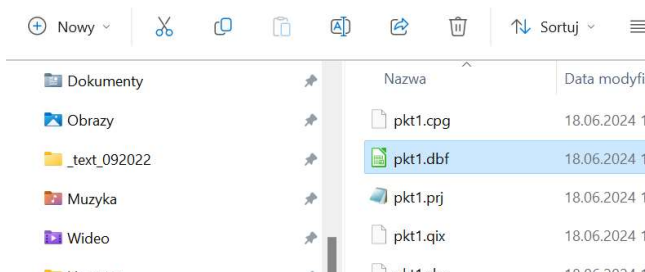 Nowy
Sortuj
Dokumenty
Obrazy
_text_092022
Muzyka
Wideo
Nazwa
Data modyfi
pkt1.cpg
18.06.2024 1
pkt1.dbf
18.06.2024 1
pkt1.prj
18.06.2024 1
pkt1.qix
18.06.2024 1